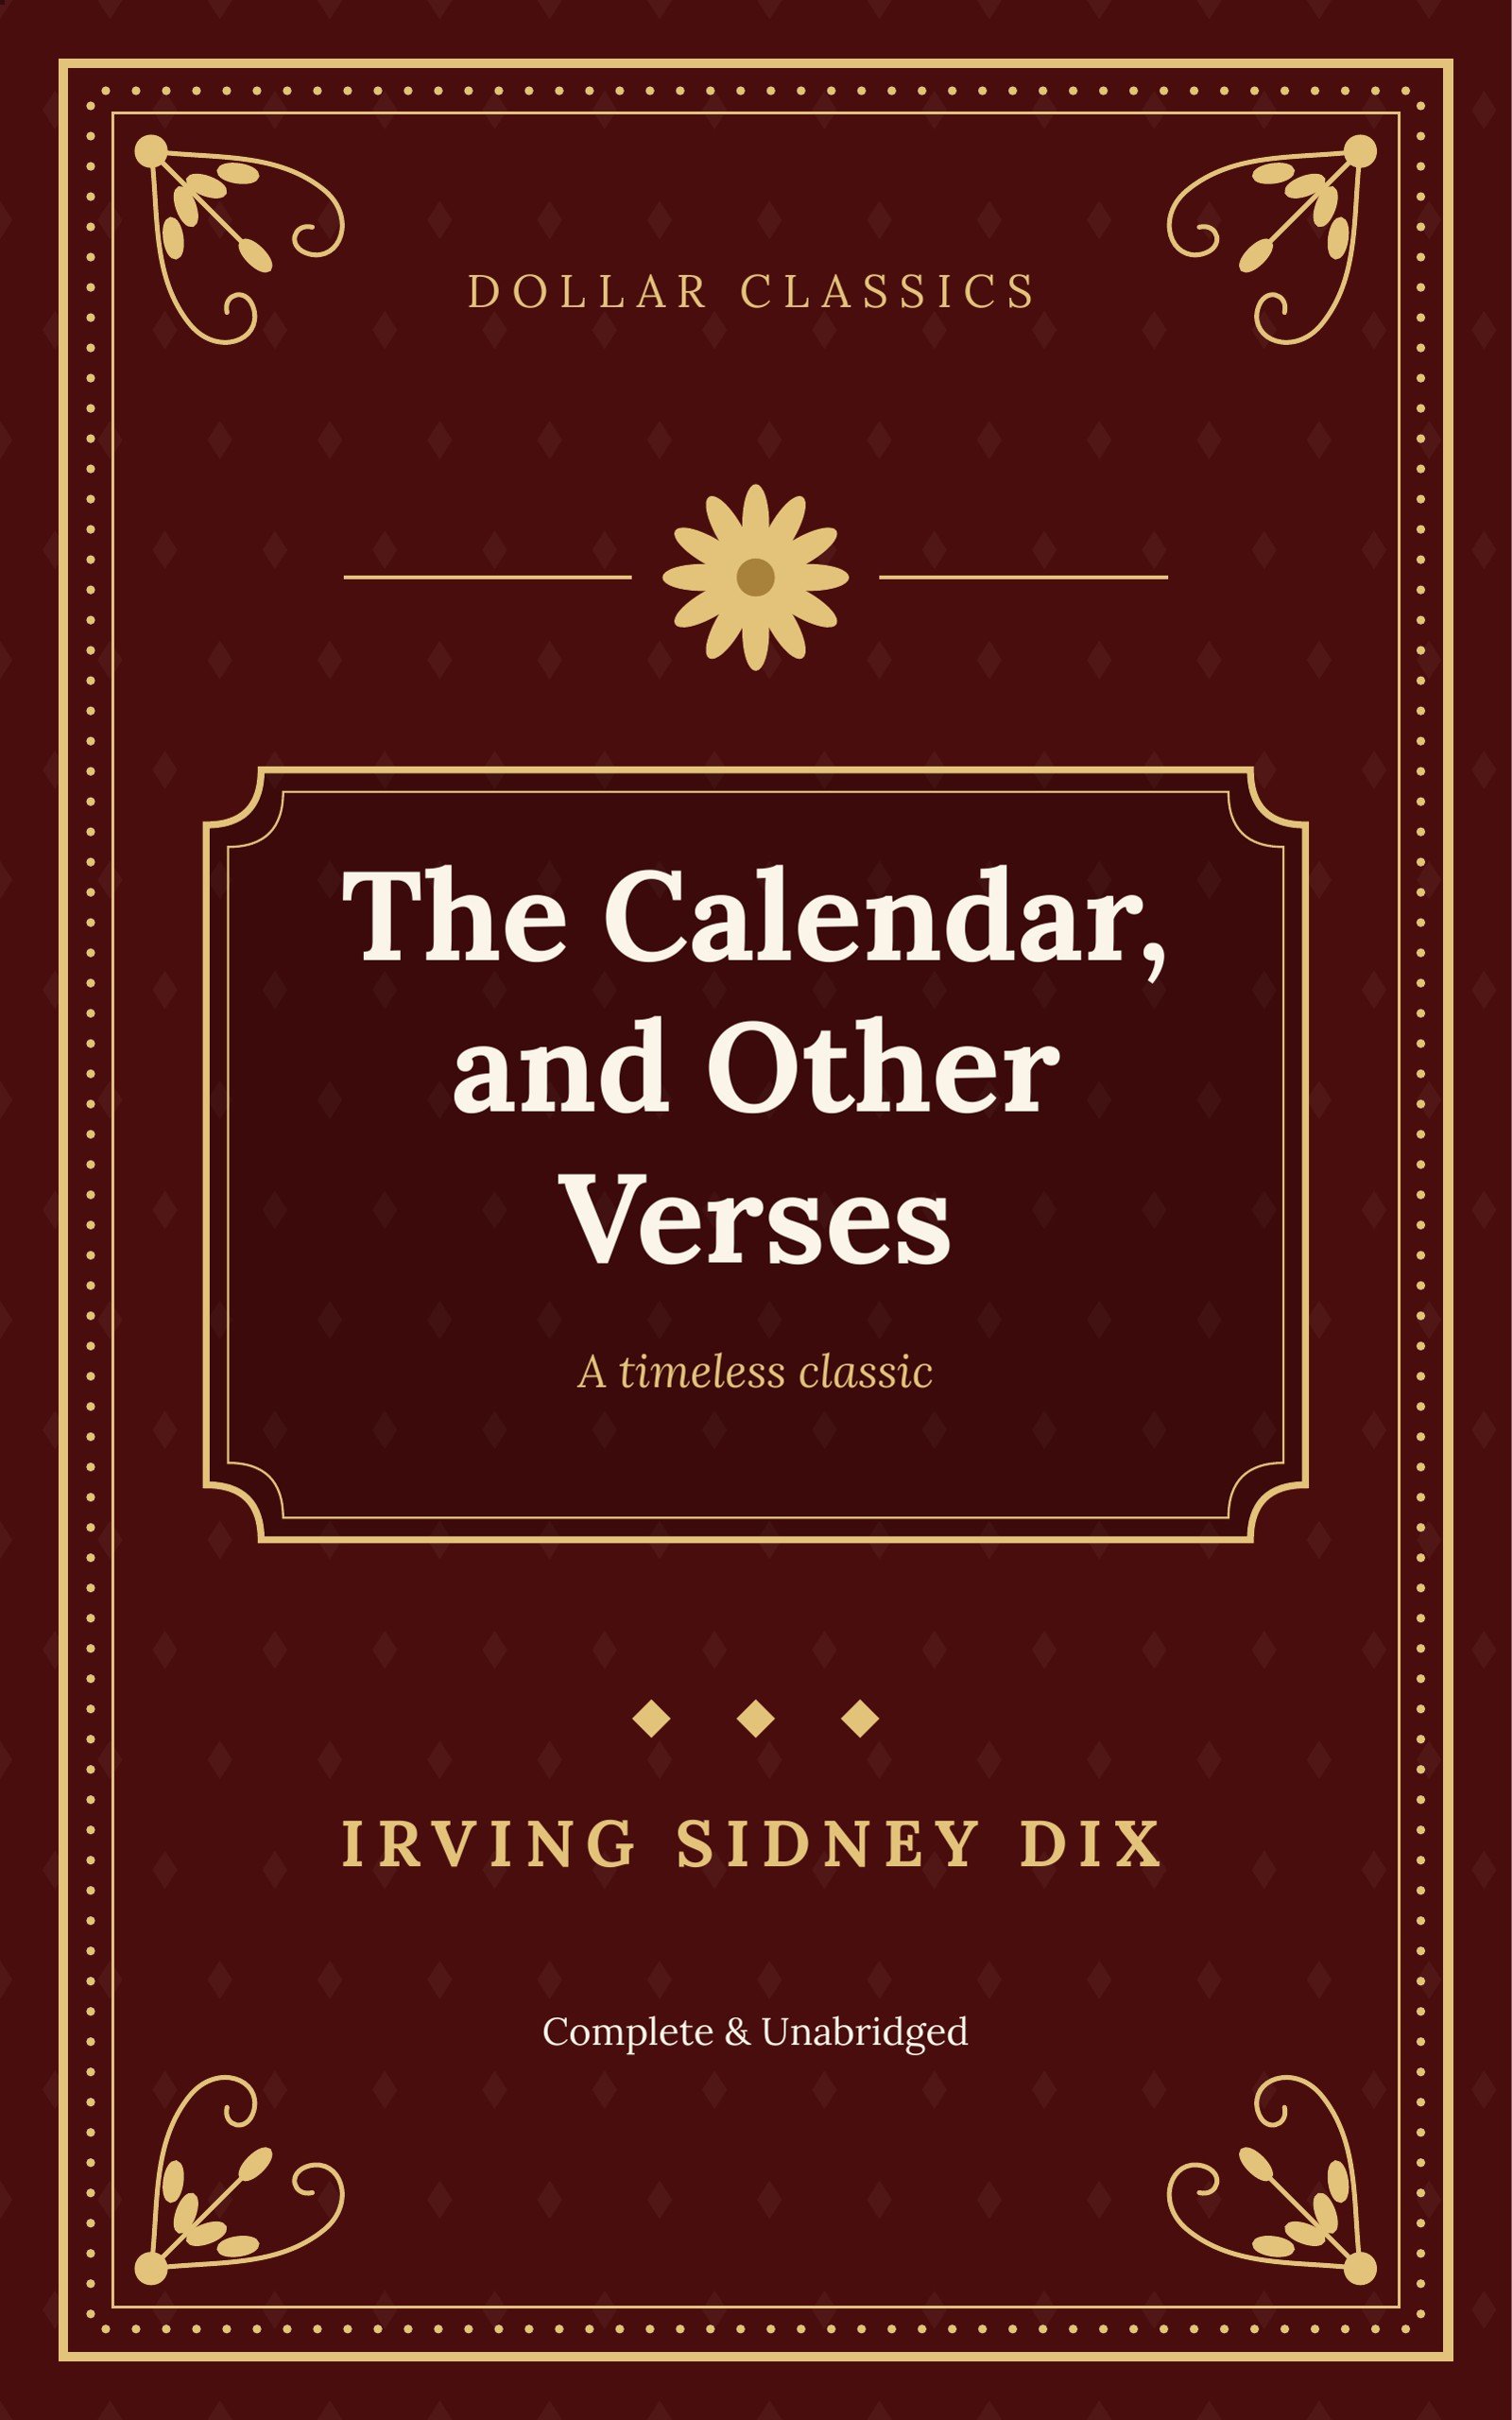 DOLLAR CLASSICS
The Calendar,
and Other
Verses
A timeless classic
IRVING SIDNEY DIX
Complete & Unabridged